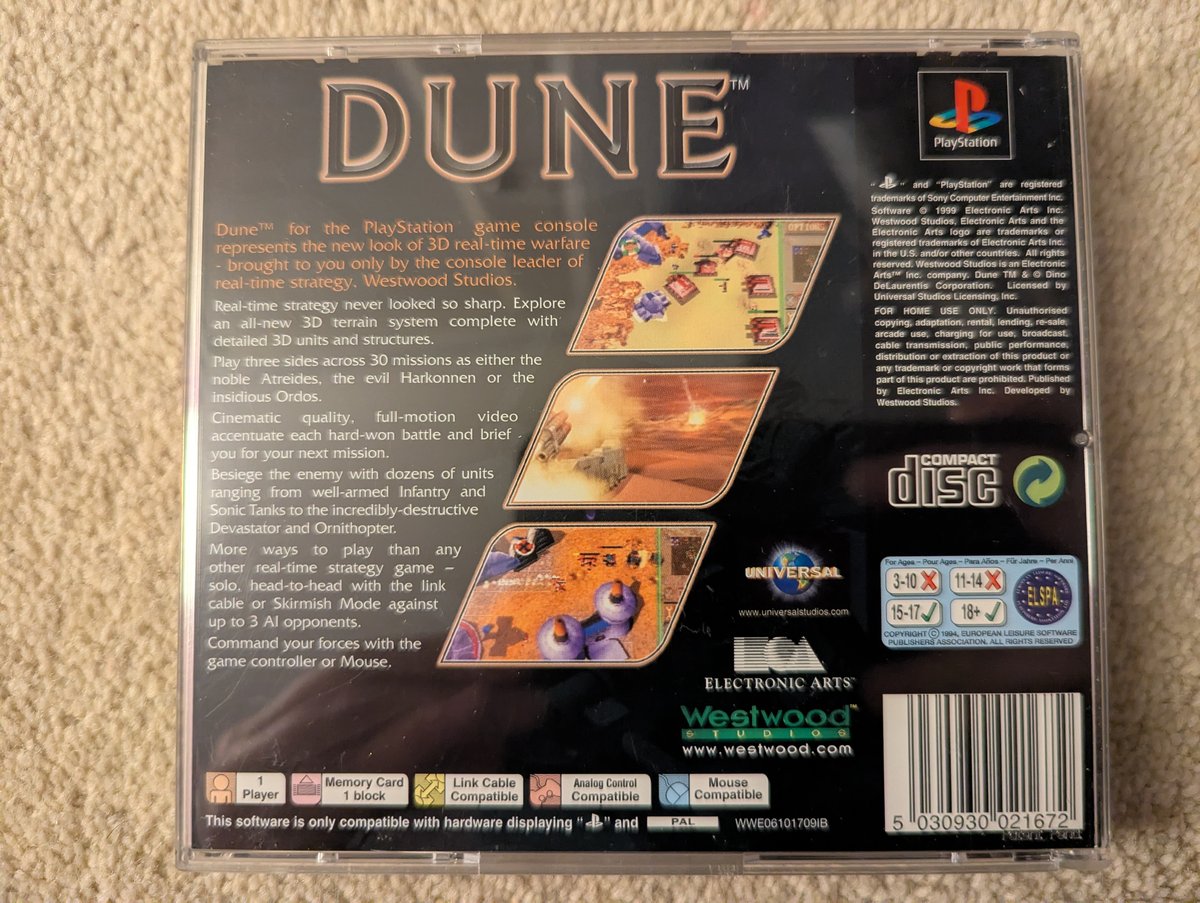 DUNE™
PlayStation
Dune™ for the PlayStation game console
represents the new look of 3D real-time warfare
- brought to you only by the console leader of
real-time strategy, Westwood Studios.
Real-time strategy never looked so sharp. Explore
an all-new 3D terrain system complete with
detailed 3D units and structures.
Play three sides across 30 missions as either the
noble Atreides, the evil Harkonnen or the
insidious Ordos.
Cinematic quality, full-motion video
accentuate each hard-won battle and brief -
you for your next mission.
Besiege the enemy with dozens of units
ranging from well-armed Infantry and
Sonic Tanks to the incredibly-destructive
Devastator and Ornithopter.
More ways to play than any
other real-time strategy game –
solo, head-to-head with the link
cable or Skirmish Mode against
up to 3 AI opponents.
Command your forces with the
game controller or Mouse.
OPTIONS
" " and "PlayStation" are registered
trademarks of Sony Computer Entertainment Inc.
Software © 1999 Electronic Arts Inc.
Westwood Studios, Electronic Arts and the
Electronic Arts logo are trademarks or
registered trademarks of Electronic Arts Inc.
in the U.S. and/or other countries. All rights
reserved. Westwood Studios is an Electronic
Arts™ Inc. company. Dune TM & © Dino
DeLaurentis Corporation. Licensed by
Universal Studios Licensing, Inc.
FOR HOME USE ONLY. Unauthorised
copying, adaptation, rental, lending, re-sale,
arcade use, charging for use, broadcast,
cable transmission, public performance,
distribution or extraction of this product or
any trademark or copyright work that forms
part of this product are prohibited. Published
by Electronic Arts Inc. Developed by
Westwood Studios.
COMPACT
disc
UNIVERSAL
www.universalstudios.com
EA
ELECTRONIC ARTS™
Westwood™
STUDIOS
www.westwood.com
For Ages - Pour Ages - Para Años - Für Jahre - Per Anni
3-10 11-14
15-17 18+
ELSPA
COPYRIGHT © 1994, EUROPEAN LEISURE SOFTWARE
PUBLISHERS ASSOCIATION. ALL RIGHTS RESERVED
1
Player
Memory Card
1 block
Link Cable
Compatible
Analog Control
Compatible
Mouse
Compatible
This software is only compatible with hardware displaying " " and PAL WWE06101709IB
5 030930 021672